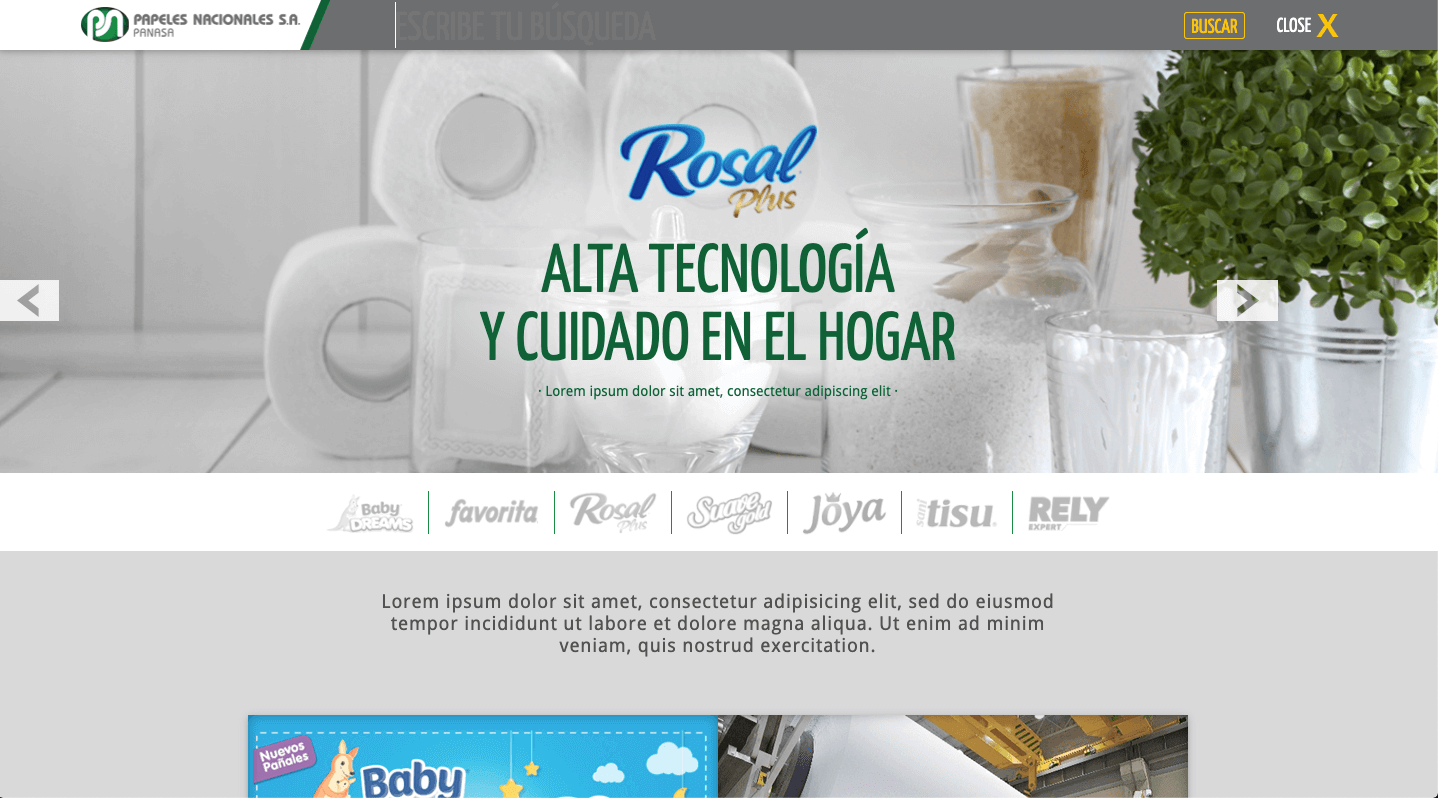 PAPELES NACIONALES S.A.
PANASA
ESCRIBE TU BÚSQUEDA
BUSCAR
CLOSE X
Rosal
Plus
ALTA TECNOLOGÍA
Y CUIDADO EN EL HOGAR
· Lorem ipsum dolor sit amet, consectetur adipiscing elit ·
Baby DREAMS
favorita
Rosal Plus
Suave gold
Joya
sani tisu
RELY EXPERT
Lorem ipsum dolor sit amet, consectetur adipisicing elit, sed do eiusmod
tempor incididunt ut labore et dolore magna aliqua. Ut enim ad minim
veniam, quis nostrud exercitation.
Nuevos
Pañales
Baby